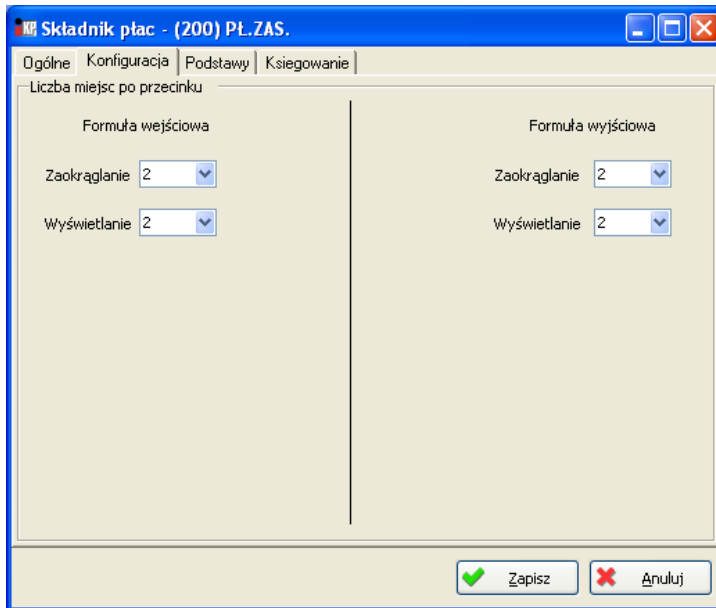 iKP Składnik płac - (200) PŁ.ZAS.
Ogólne Konfiguracja Podstawy Ksiegowanie
Liczba miejsc po przecinku
Formuła wejściowa Formuła wyjściowa
Zaokrąglanie 2 Zaokrąglanie 2
Wyświetlanie 2 Wyświetlanie 2
Zapisz Anuluj